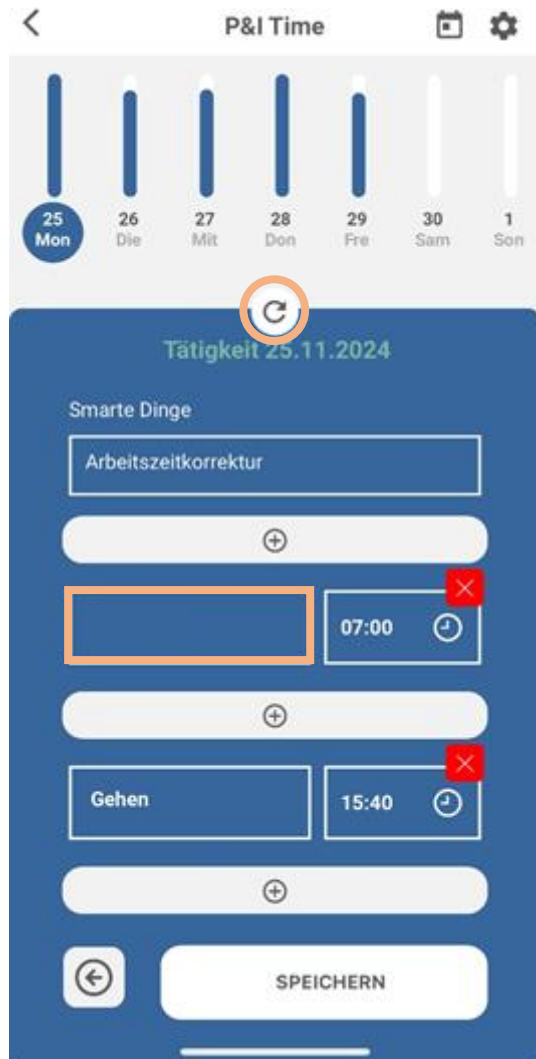 P&I Time
25 26 27 28 29 30 1
Mon Die Mit Don Fre Sam Son
Tätigkeit 25.11.2024
Smarte Dinge
Arbeitszeitkorrektur
07:00
Gehen 15:40
SPEICHERN